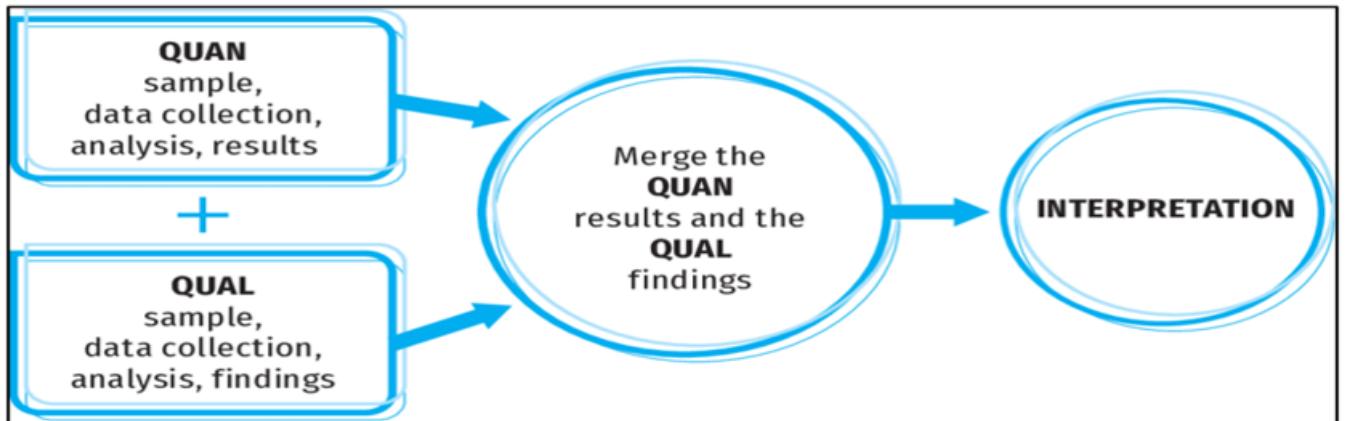 QUAN
sample,
data collection,
analysis, results
+
QUAL
sample,
data collection,
analysis, findings
Merge the
QUAN
results and the
QUAL
findings
INTERPRETATION